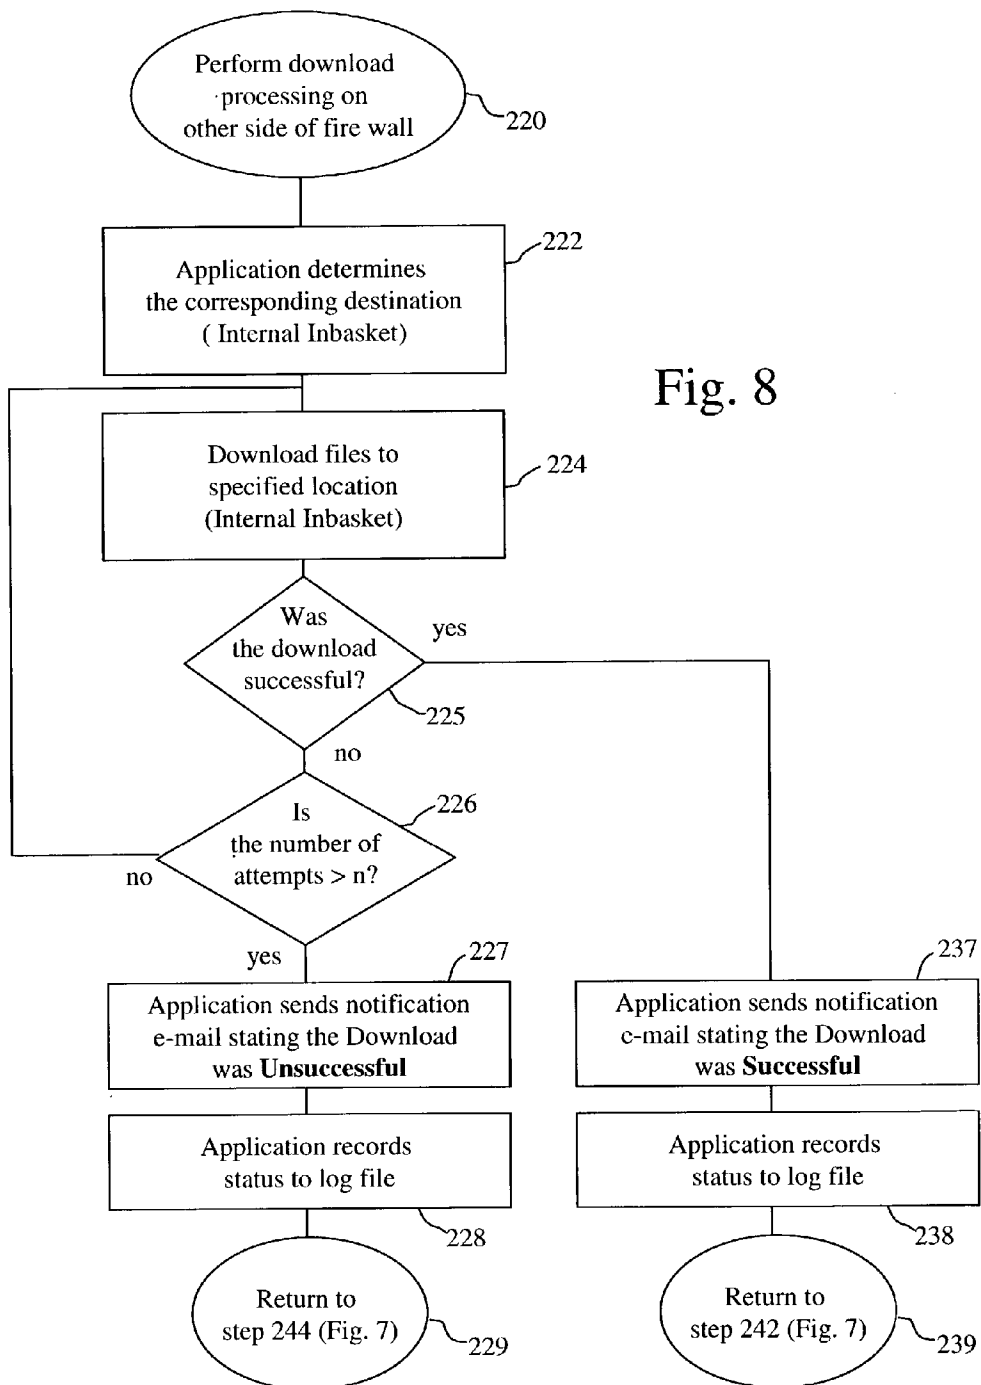 Perform download
processing on
other side of fire wall
220
222
Application determines
the corresponding destination
( Internal Inbasket)
Fig. 8
Download files to
specified location
(Internal Inbasket)
224
Was
the download
successful?
yes
225
no
Is
the number of
attempts > n?
226
no
yes
227
237
Application sends notification
e-mail stating the Download
was Unsuccessful
Application sends notification
e-mail stating the Download
was Successful
Application records
status to log file
Application records
status to log file
228
238
Return to
step 244 (Fig. 7)
229
Return to
step 242 (Fig. 7)
239